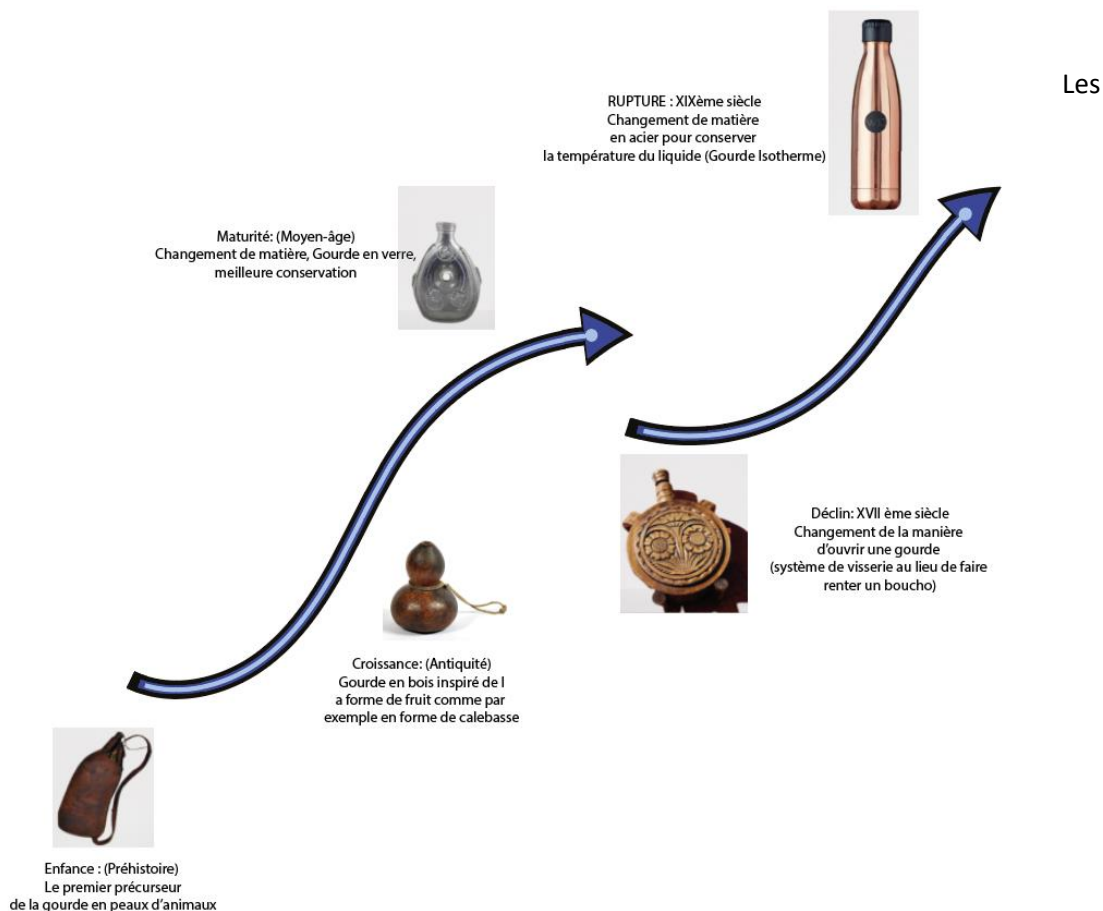 Les
RUPTURE : XIXème siècle
Changement de matière
en acier pour conserver
la température du liquide (Gourde Isotherme)
Maturité: (Moyen-âge)
Changement de matière, Gourde en verre,
meilleure conservation
Déclin: XVII ème siècle
Changement de la manière
d'ouvrir une gourde
(système de visserie au lieu de faire
renter un boucho)
Croissance: (Antiquité)
Gourde en bois inspiré de l
a forme de fruit comme par
exemple en forme de calebasse
Enfance : (Préhistoire)
Le premier précurseur
de la gourde en peaux d'animaux